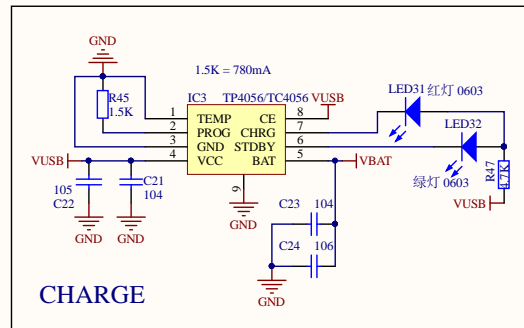 GND
1.5K = 780mA
R45
1.5K
IC3 TP4056/TC4056
VUSB
LED31 红灯 0603
1 TEMP CE 8
2 PROG CHRG 7
3 GND STDBY 6
4 VCC BAT 5
9
LED32
绿灯 0603
R47
4.7K
VUSB
VUSB
VBAT
105
C22
C21
104
GND
GND
GND
C23 104
C24 106
GND
CHARGE